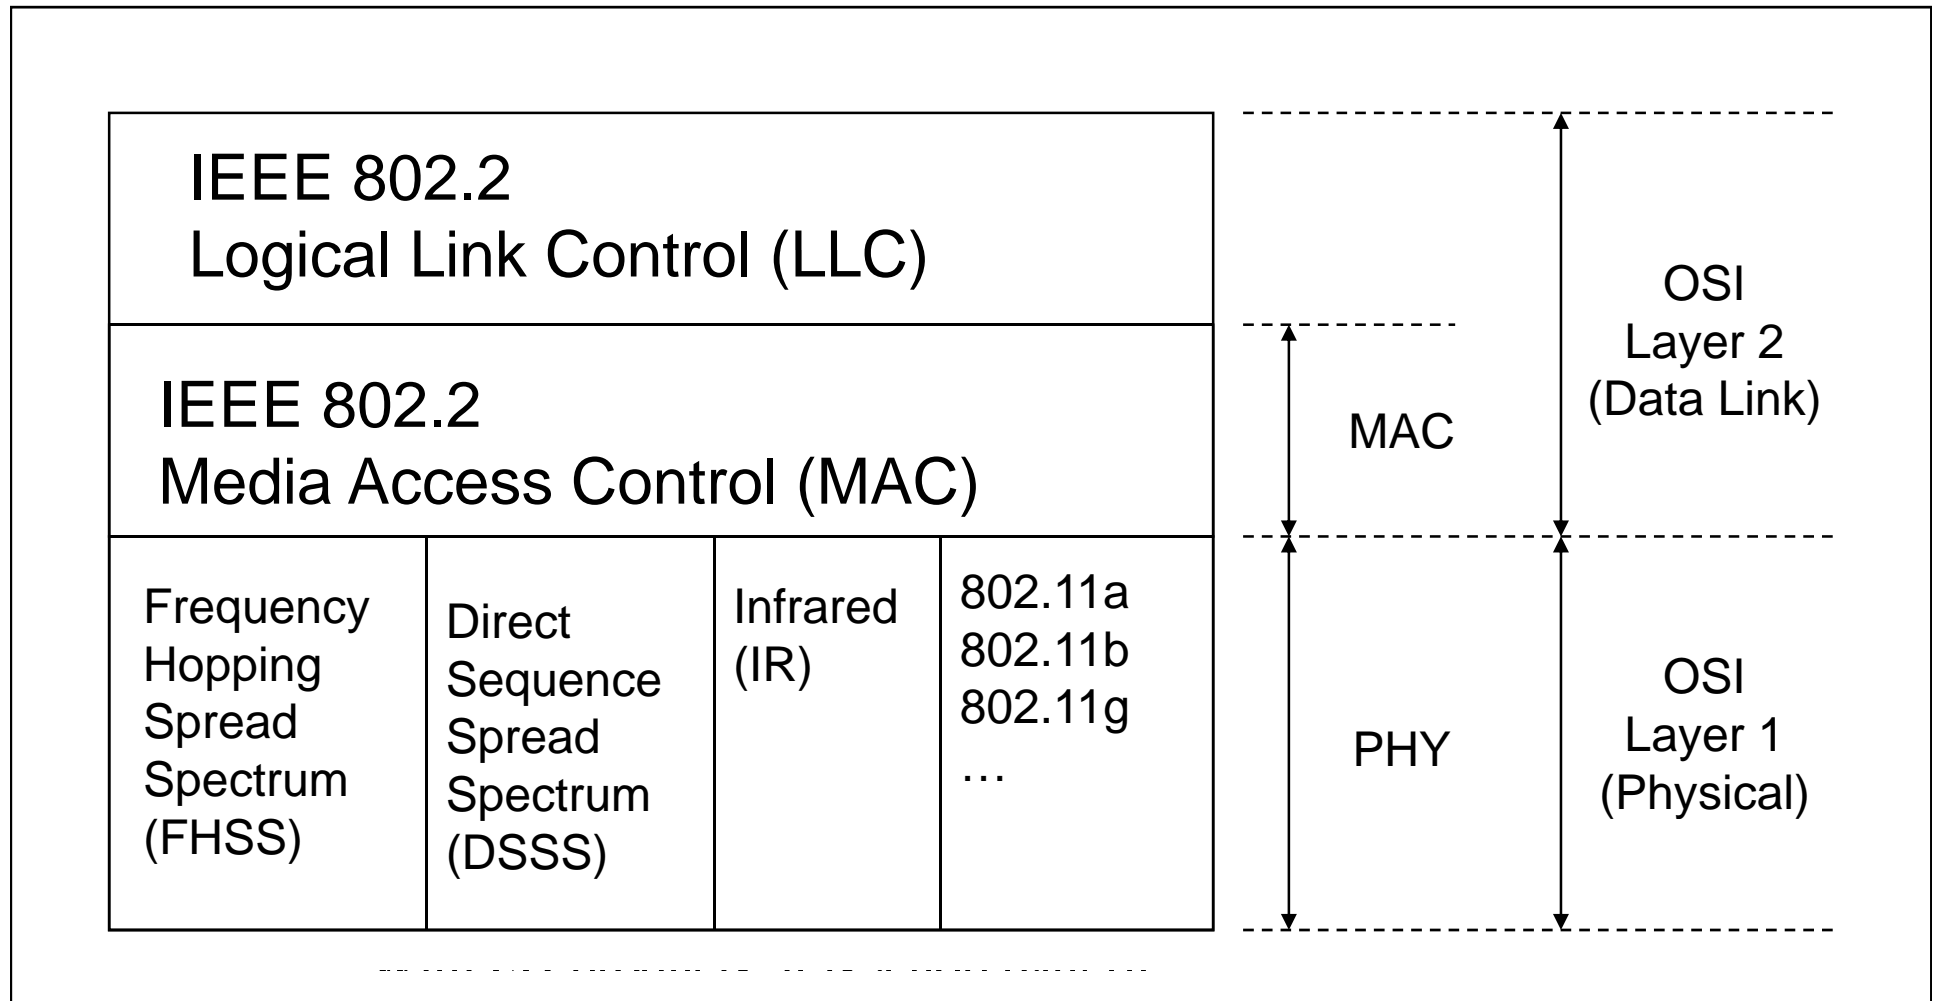 IEEE 802.2
Logical Link Control (LLC)
IEEE 802.2
Media Access Control (MAC)
Frequency
Hopping
Spread
Spectrum
(FHSS)
Direct
Sequence
Spread
Spectrum
(DSSS)
Infrared
(IR)
802.11a
802.11b
802.11g
…
MAC
PHY
OSI
Layer 2
(Data Link)
OSI
Layer 1
(Physical)